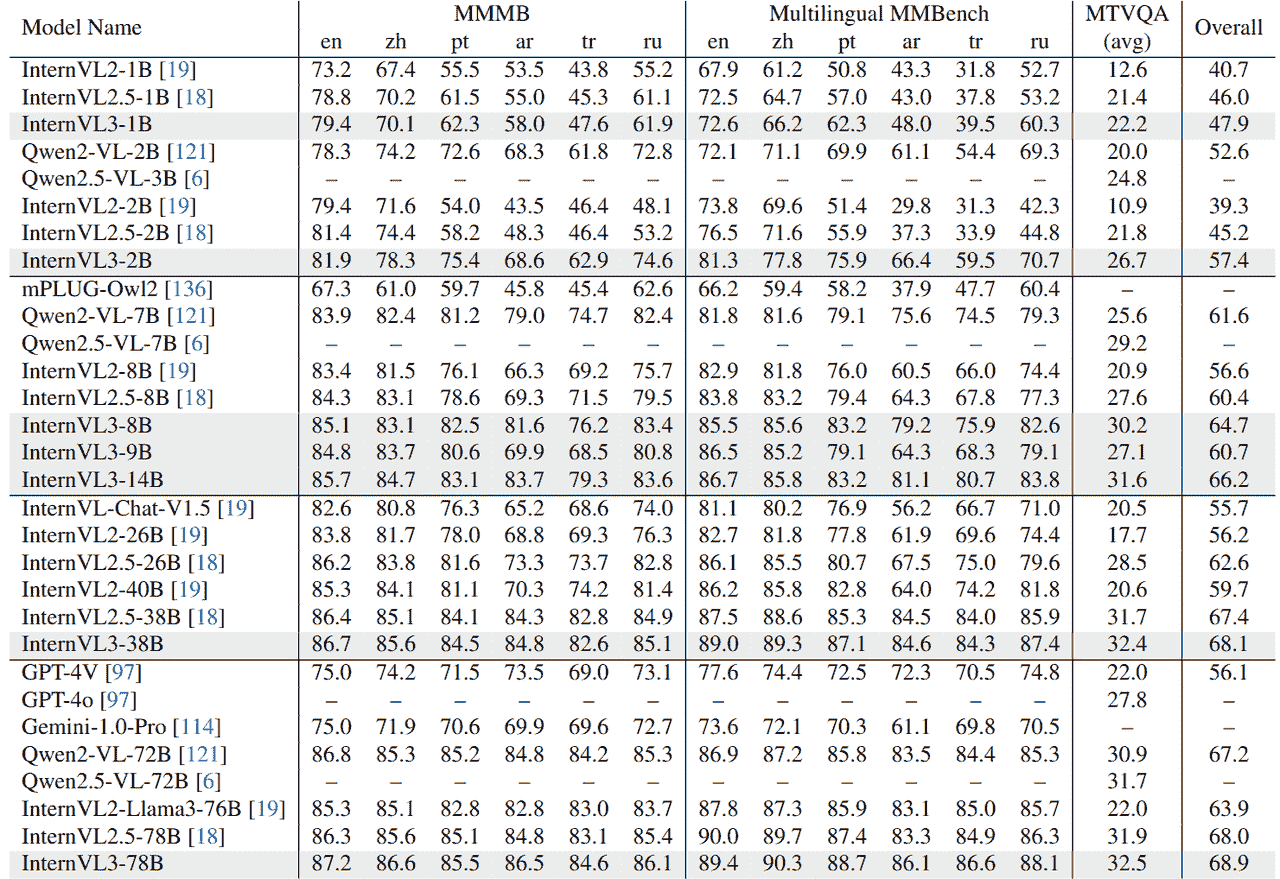 Model Name MMMB Multilingual MMBench MTVQA Overall
en zh pt ar tr ru en zh pt ar tr ru (avg)
InternVL2-1B [19] 73.2 67.4 55.5 53.5 43.8 55.2 67.9 61.2 50.8 43.3 31.8 52.7 12.6 40.7
InternVL2.5-1B [18] 78.8 70.2 61.5 55.0 45.3 61.1 72.5 64.7 57.0 43.0 37.8 53.2 21.4 46.0
InternVL3-1B 79.4 70.1 62.3 58.0 47.6 61.9 72.6 66.2 62.3 48.0 39.5 60.3 22.2 47.9
Qwen2-VL-2B [121] 78.3 74.2 72.6 68.3 61.8 72.8 72.1 71.1 69.9 61.1 54.4 69.3 20.0 52.6
Qwen2.5-VL-3B [6] – – – – – – – – – – – – 24.8 –
InternVL2-2B [19] 79.4 71.6 54.0 43.5 46.4 48.1 73.8 69.6 51.4 29.8 31.3 42.3 10.9 39.3
InternVL2.5-2B [18] 81.4 74.4 58.2 48.3 46.4 53.2 76.5 71.6 55.9 37.3 33.9 44.8 21.8 45.2
InternVL3-2B 81.9 78.3 75.4 68.6 62.9 74.6 81.3 77.8 75.9 66.4 59.5 70.7 26.7 57.4
mPLUG-Owl2 [136] 67.3 61.0 59.7 45.8 45.4 62.6 66.2 59.4 58.2 37.9 47.7 60.4 – –
Qwen2-VL-7B [121] 83.9 82.4 81.2 79.0 74.7 82.4 81.8 81.6 79.1 75.6 74.5 79.3 25.6 61.6
Qwen2.5-VL-7B [6] – – – – – – – – – – – – 29.2 –
InternVL2-8B [19] 83.4 81.5 76.1 66.3 69.2 75.7 82.9 81.8 76.0 60.5 66.0 74.4 20.9 56.6
InternVL2.5-8B [18] 84.3 83.1 78.6 69.3 71.5 79.5 83.8 83.2 79.4 64.3 67.8 77.3 27.6 60.4
InternVL3-8B 85.1 83.1 82.5 81.6 76.2 83.4 85.5 85.6 83.2 79.2 75.9 82.6 30.2 64.7
InternVL3-9B 84.8 83.7 80.6 69.9 68.5 80.8 86.5 85.2 79.1 64.3 68.3 79.1 27.1 60.7
InternVL3-14B 85.7 84.7 83.1 83.7 79.3 83.6 86.7 85.8 83.2 81.1 80.7 83.8 31.6 66.2
InternVL-Chat-V1.5 [19] 82.6 80.8 76.3 65.2 68.6 74.0 81.1 80.2 76.9 56.2 66.7 71.0 20.5 55.7
InternVL2-26B [19] 83.8 81.7 78.0 68.8 69.3 76.3 82.7 81.8 77.8 61.9 69.6 74.4 17.7 56.2
InternVL2.5-26B [18] 86.2 83.8 81.6 73.3 73.7 82.8 86.1 85.5 80.7 67.5 75.0 79.6 28.5 62.6
InternVL2-40B [19] 85.3 84.1 81.1 70.3 74.2 81.4 86.2 85.8 82.8 64.0 74.2 81.8 20.6 59.7
InternVL2.5-38B [18] 86.4 85.1 84.1 84.3 82.8 84.9 87.5 88.6 85.3 84.5 84.0 85.9 31.7 67.4
InternVL3-38B 86.7 85.6 84.5 84.8 82.6 85.1 89.0 89.3 87.1 84.6 84.3 87.4 32.4 68.1
GPT-4V [97] 75.0 74.2 71.5 73.5 69.0 73.1 77.6 74.4 72.5 72.3 70.5 74.8 22.0 56.1
GPT-4o [97] – – – – – – – – – – – – 27.8 –
Gemini-1.0-Pro [114] 75.0 71.9 70.6 69.9 69.6 72.7 73.6 72.1 70.3 61.1 69.8 70.5 – –
Qwen2-VL-72B [121] 86.8 85.3 85.2 84.8 84.2 85.3 86.9 87.2 85.8 83.5 84.4 85.3 30.9 67.2
Qwen2.5-VL-72B [6] – – – – – – – – – – – – 31.7 –
InternVL2-Llama3-76B [19] 85.3 85.1 82.8 82.8 83.0 83.7 87.8 87.3 85.9 83.1 85.0 85.7 22.0 63.9
InternVL2.5-78B [18] 86.3 85.6 85.1 84.8 83.1 85.4 90.0 89.7 87.4 83.3 84.9 86.3 31.9 68.0
InternVL3-78B 87.2 86.6 85.5 86.5 84.6 86.1 89.4 90.3 88.7 86.1 86.6 88.1 32.5 68.9